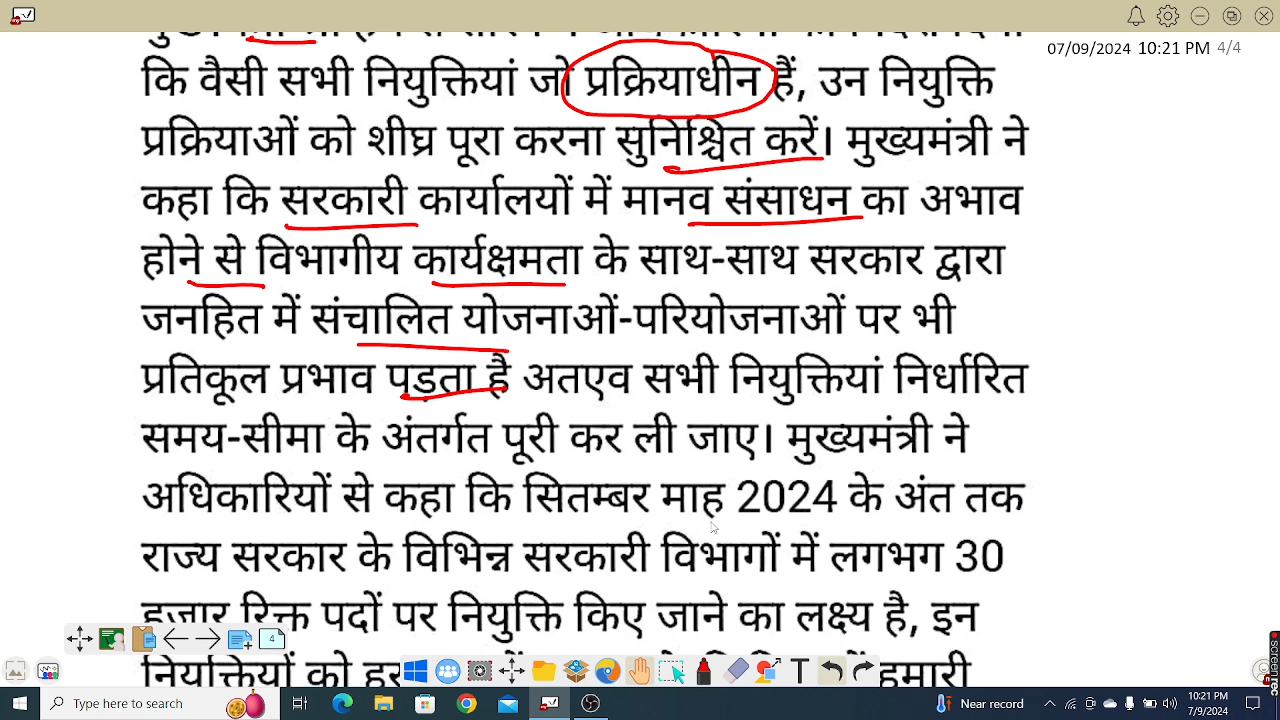 07/09/2024 10:21 PM 4/4
कि वैसी सभी नियुक्तियां जो प्रक्रियाधीन हैं, उन नियुक्ति
प्रक्रियाओं को शीघ्र पूरा करना सुनिश्चित करें। मुख्यमंत्री ने
कहा कि सरकारी कार्यालयों में मानव संसाधन का अभाव
होने से विभागीय कार्यक्षमता के साथ-साथ सरकार द्वारा
जनहित में संचालित योजनाओं-परियोजनाओं पर भी
प्रतिकूल प्रभाव पड़ता है अतएव सभी नियुक्तियां निर्धारित
समय-सीमा के अंतर्गत पूरी कर ली जाए। मुख्यमंत्री ने
अधिकारियों से कहा कि सितम्बर माह 2024 के अंत तक
राज्य सरकार के विभिन्न सरकारी विभागों में लगभग 30
हजार रिक्त पदों पर नियुक्ति किए जाने का लक्ष्य है, इन
नियुक्तियों को हमारी
4
Screenrec
Type here to search
Near record
10:21 PM
7/9/2024